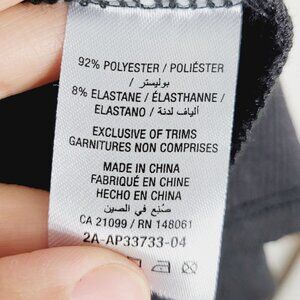 92% POLYESTER / POLIÉSTER
/ بوليستر
8% ELASTANE / ÉLASTHANNE /
ELASTANO / ألياف لدنة
EXCLUSIVE OF TRIMS
GARNITURES NON COMPRISES
MADE IN CHINA
FABRIQUÉ EN CHINE
HECHO EN CHINA
صُنع في الصين
CA 21099 / RN 148061
2A-AP33733-04